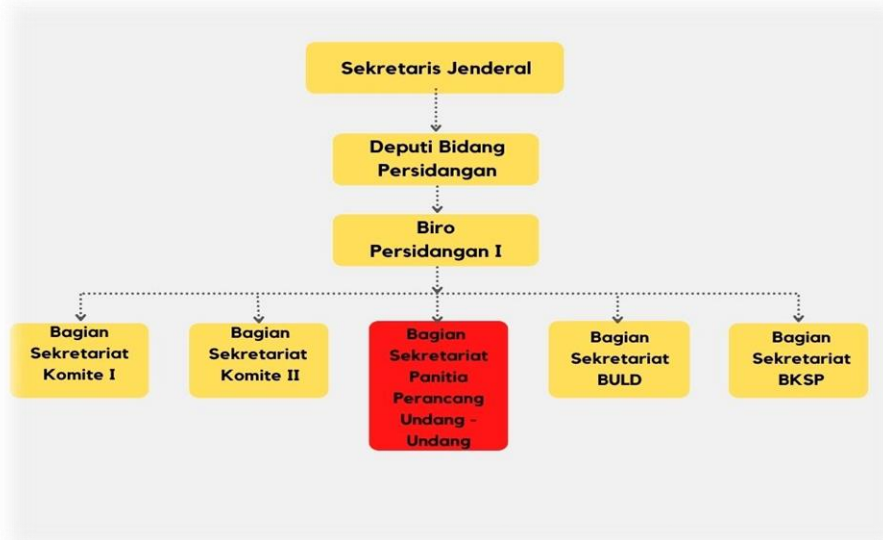 Sekretaris Jenderal
Deputi Bidang
Persidangan
Biro
Persidangan I
Bagian
Sekretariat
Komite I
Bagian
Sekretariat
Komite II
Bagian
Sekretariat
Panitia
Perancang
Undang -
Undang
Bagian
Sekretariat
BULD
Bagian
Sekretariat
BKSP